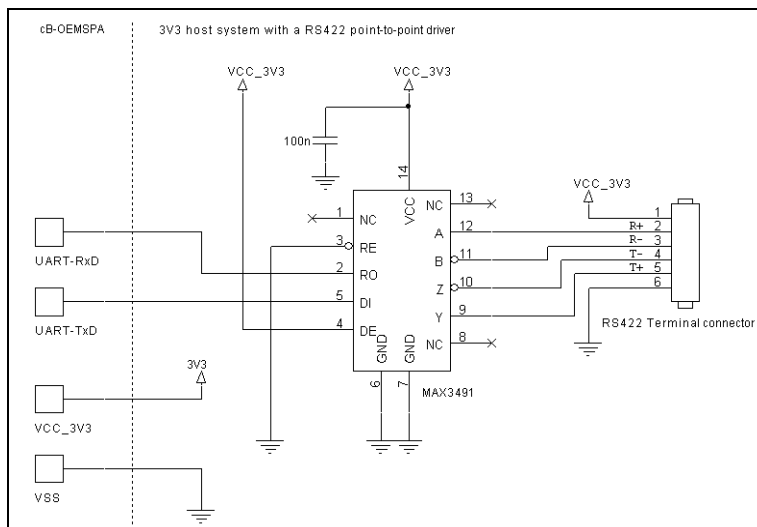 cB-OEMSPA
3V3 host system with a RS422 point-to-point driver
VCC_3V3
VCC_3V3
100n
14
VCC
VCC_3V3
1
NC
NC
13
3
RE
A
12
R+
R-
T-
T+
1
2
3
4
5
6
UART-RxD
2
RO
B
11
5
DI
Z
10
UART-TxD
4
DE
Y
9
GND
GND
NC
8
RS422 Terminal connector
3V3
6
7
MAX3491
VCC_3V3
VSS